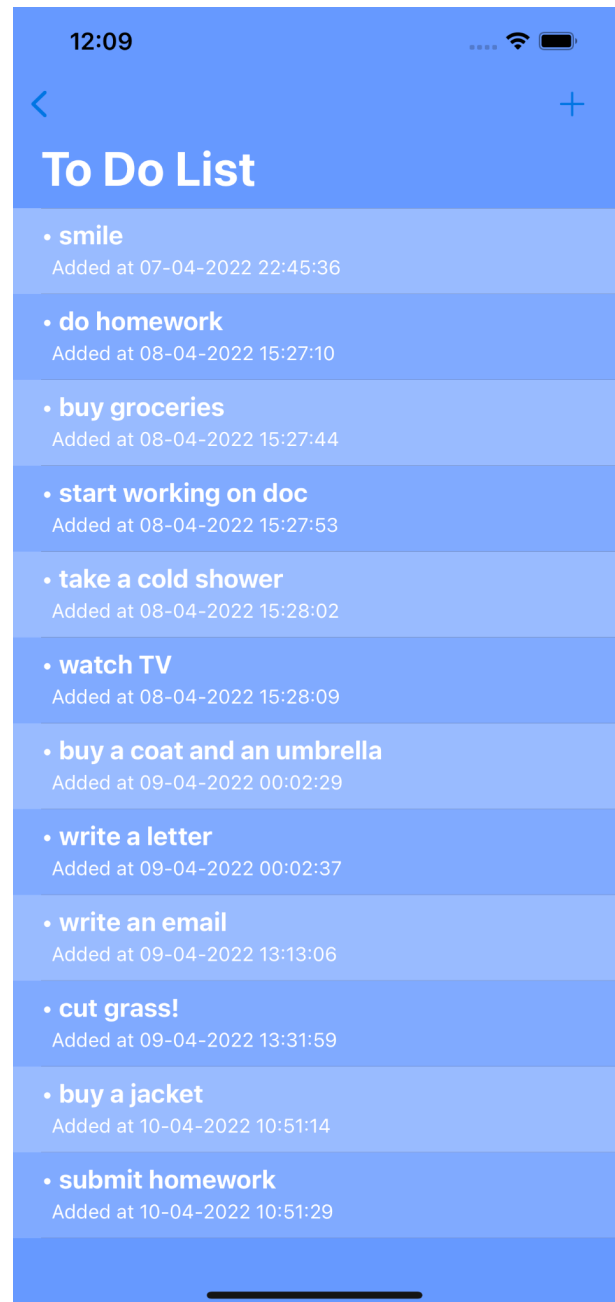 12:09
To Do List
• smile
Added at 07-04-2022 22:45:36
• do homework
Added at 08-04-2022 15:27:10
• buy groceries
Added at 08-04-2022 15:27:44
• start working on doc
Added at 08-04-2022 15:27:53
• take a cold shower
Added at 08-04-2022 15:28:02
• watch TV
Added at 08-04-2022 15:28:09
• buy a coat and an umbrella
Added at 09-04-2022 00:02:29
• write a letter
Added at 09-04-2022 00:02:37
• write an email
Added at 09-04-2022 13:13:06
• cut grass!
Added at 09-04-2022 13:31:59
• buy a jacket
Added at 10-04-2022 10:51:14
• submit homework
Added at 10-04-2022 10:51:29